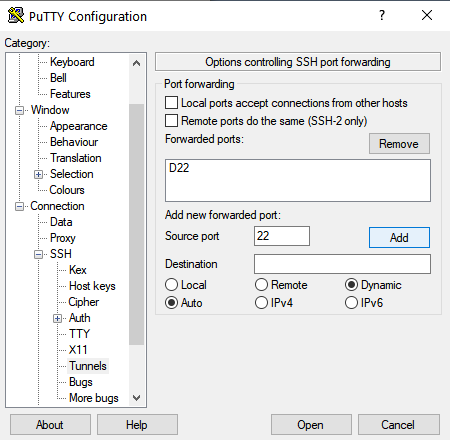 PuTTY Configuration
Category:
Keyboard
Bell
Features
Window
Appearance
Behaviour
Translation
Selection
Colours
Connection
Data
Proxy
SSH
Kex
Host keys
Cipher
Auth
TTY
X11
Tunnels
Bugs
More bugs
Options controlling SSH port forwarding
Port forwarding
Local ports accept connections from other hosts
Remote ports do the same (SSH-2 only)
Forwarded ports:
Remove
D22
Add new forwarded port:
Source port 22 Add
Destination
Local Remote Dynamic
Auto IPv4 IPv6
About Help Open Cancel